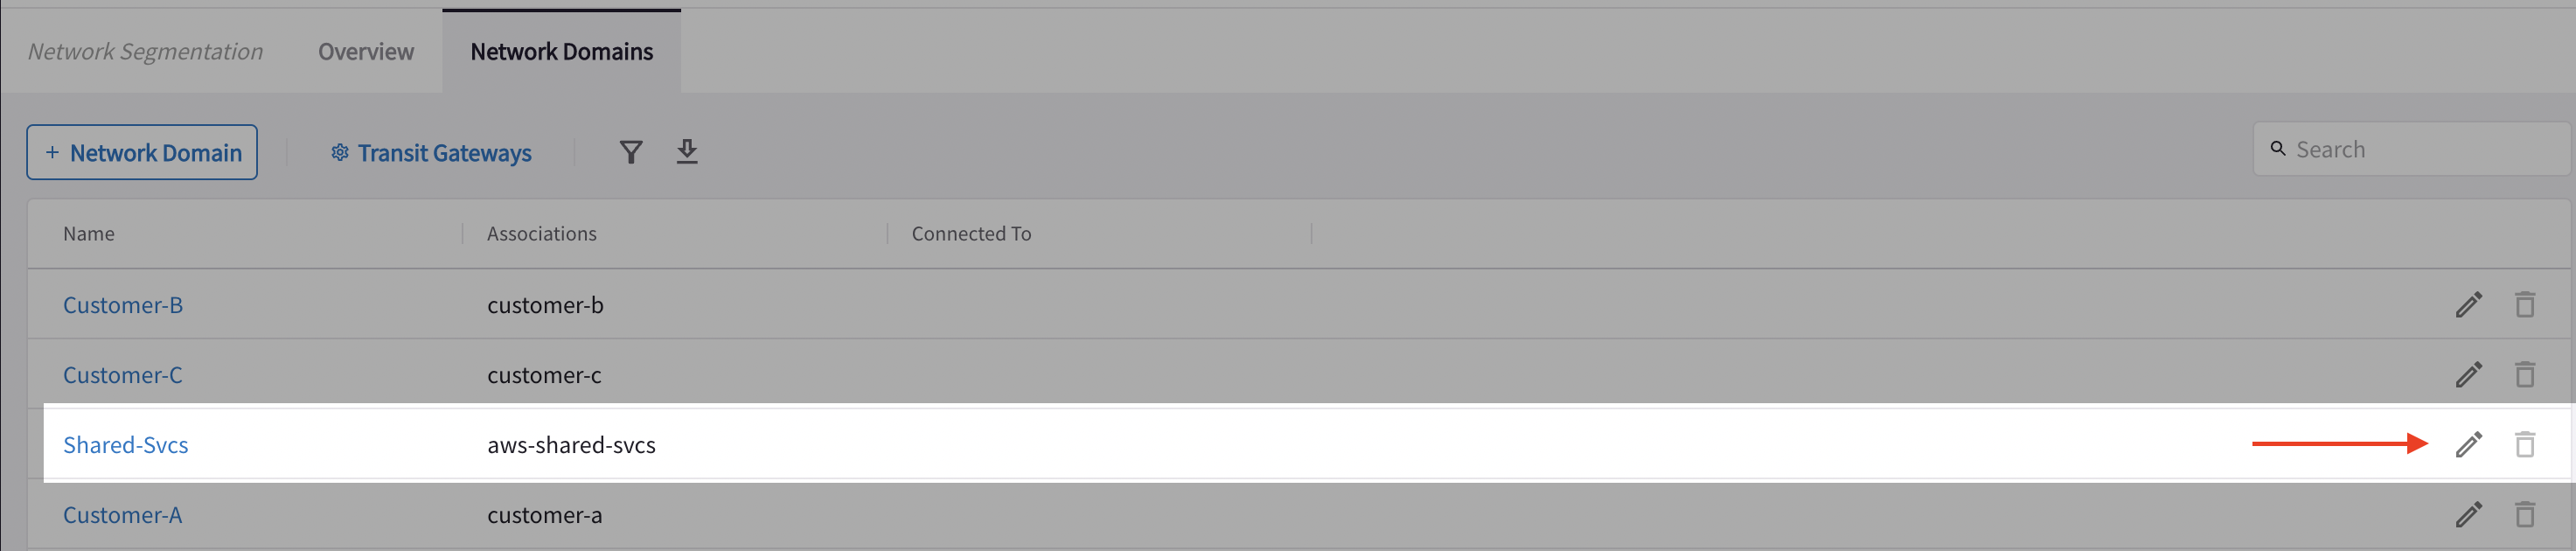 Network Segmentation Overview Network Domains
+ Network Domain Transit Gateways Search
Name Associations Connected To
Customer-B customer-b
Customer-C customer-c
Shared-Svcs aws-shared-svcs
Customer-A customer-a